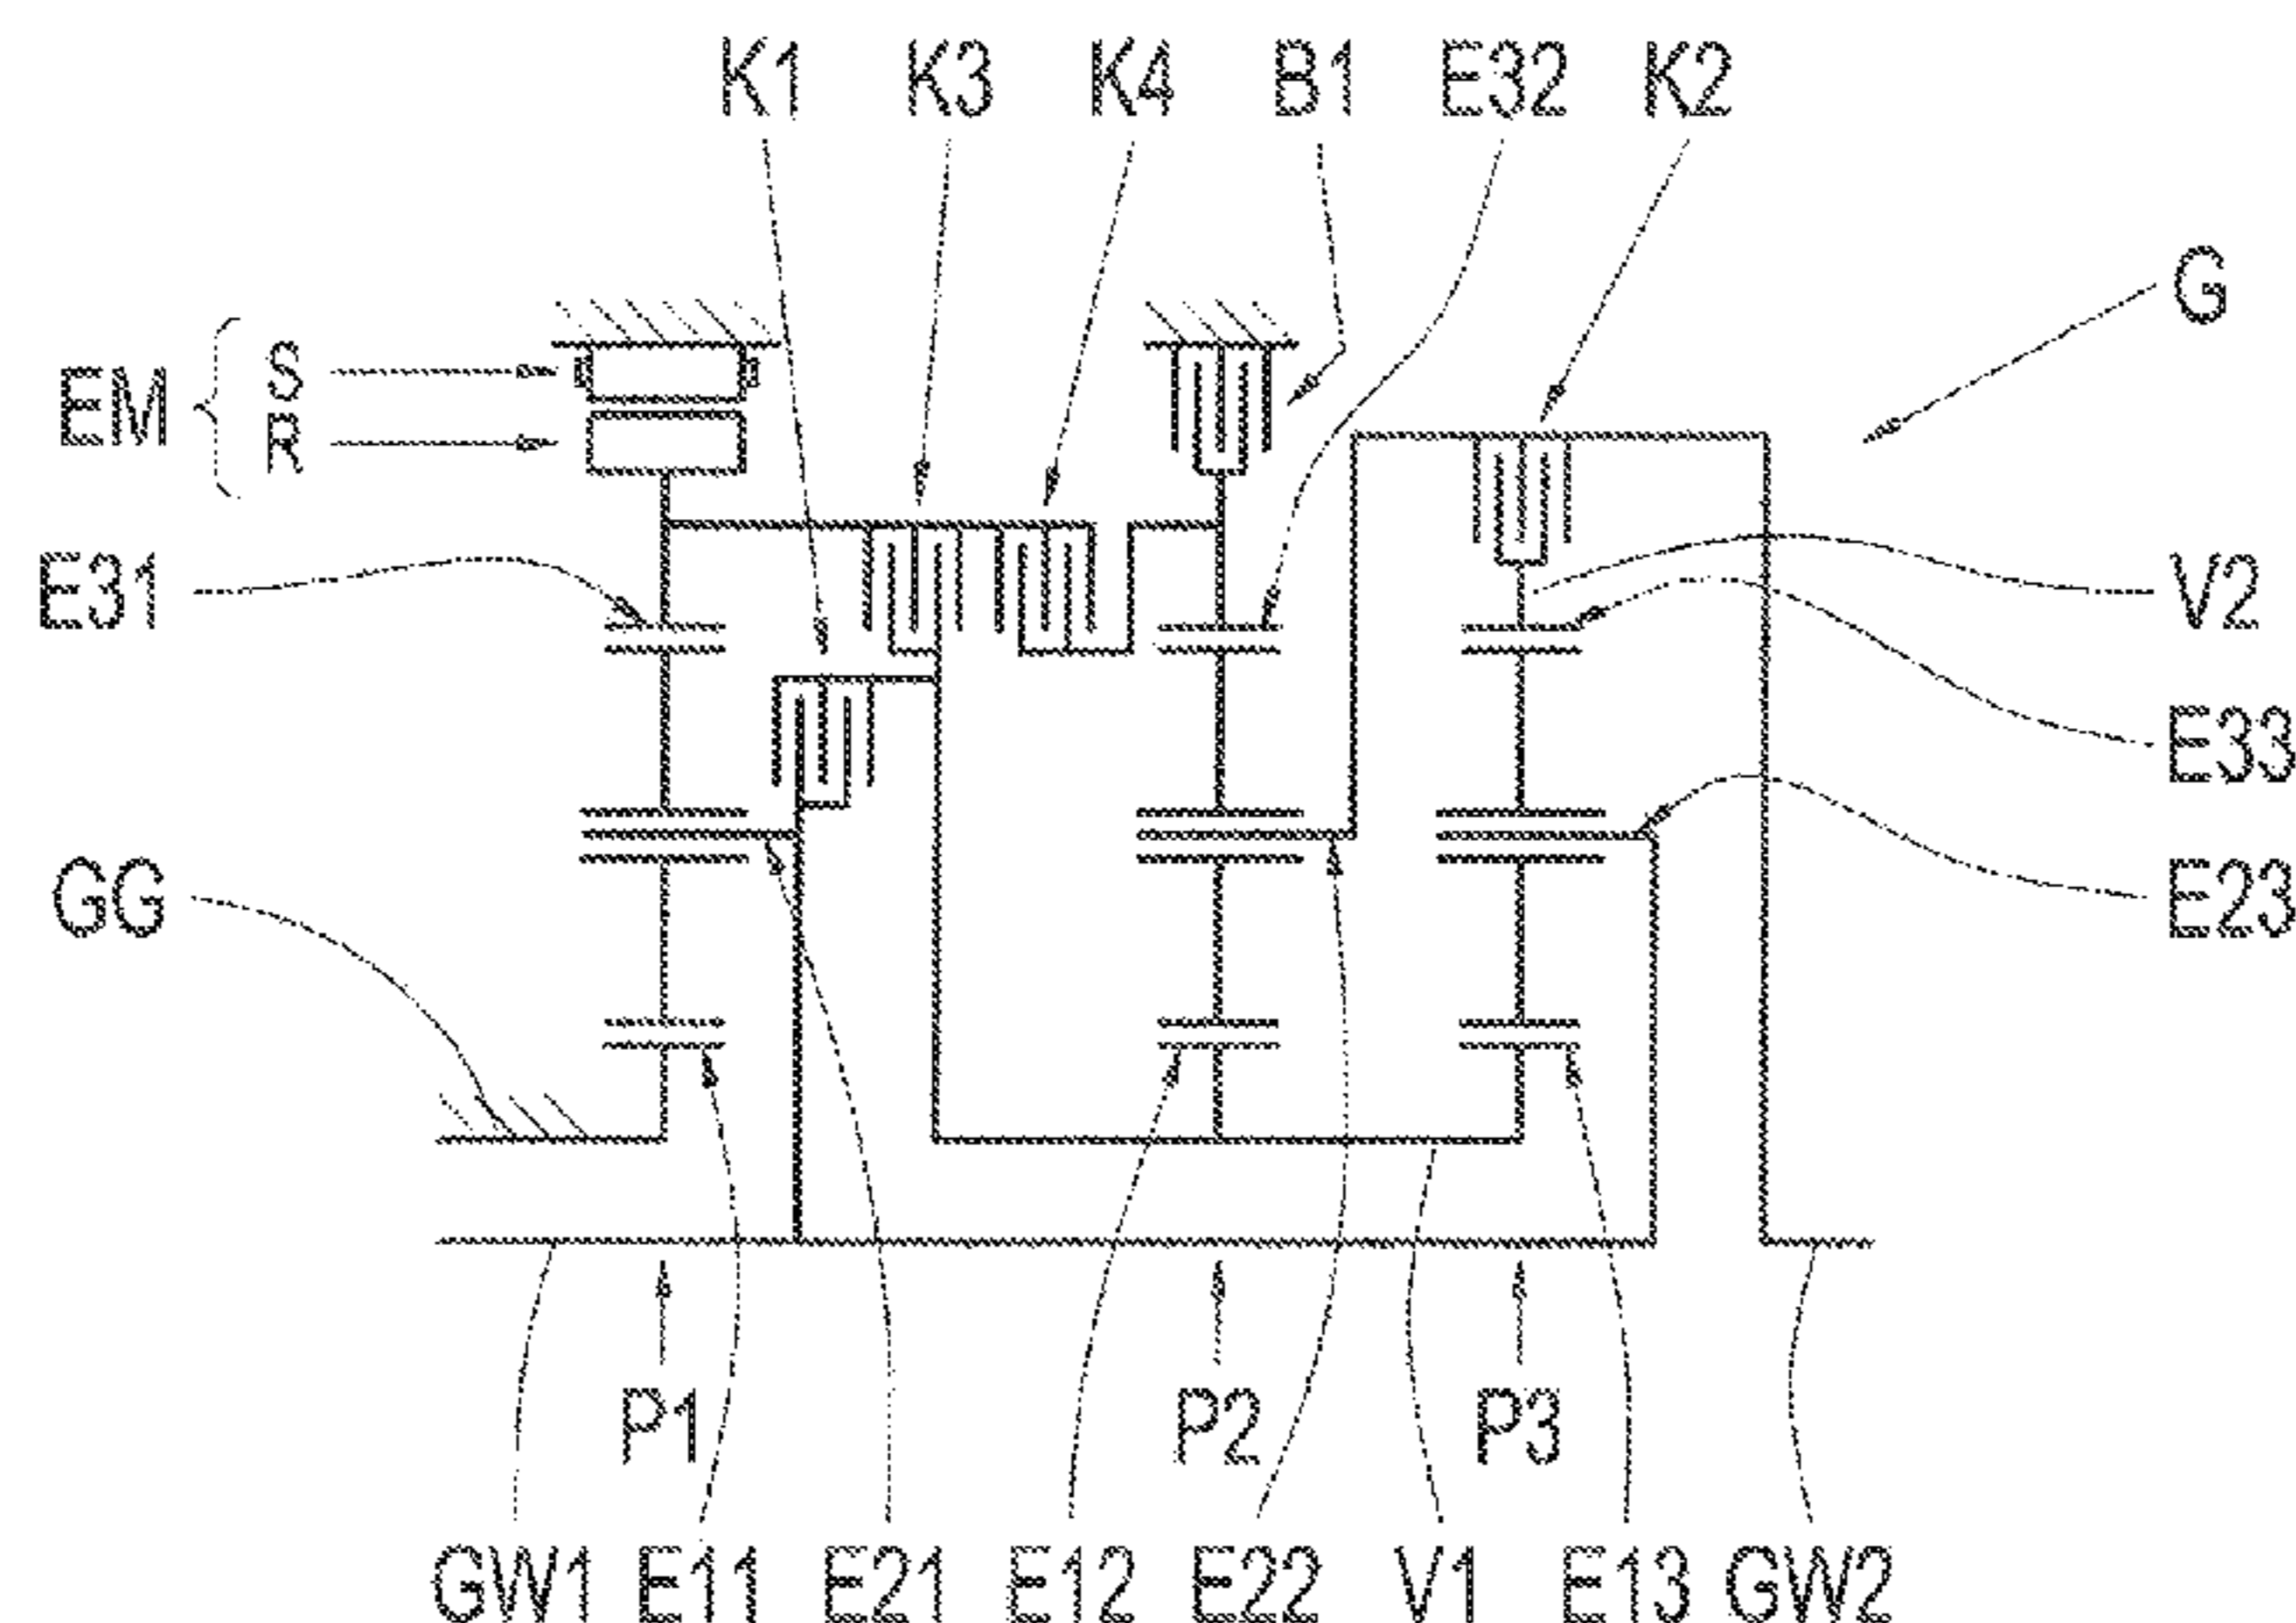 K1 K3 K4 B1 E32 K2
G
S
EM
R
E31
V2
E33
GG
E23
P1 P2 P3
GW1 E11 E21 E12 E22 V1 E13 GW2